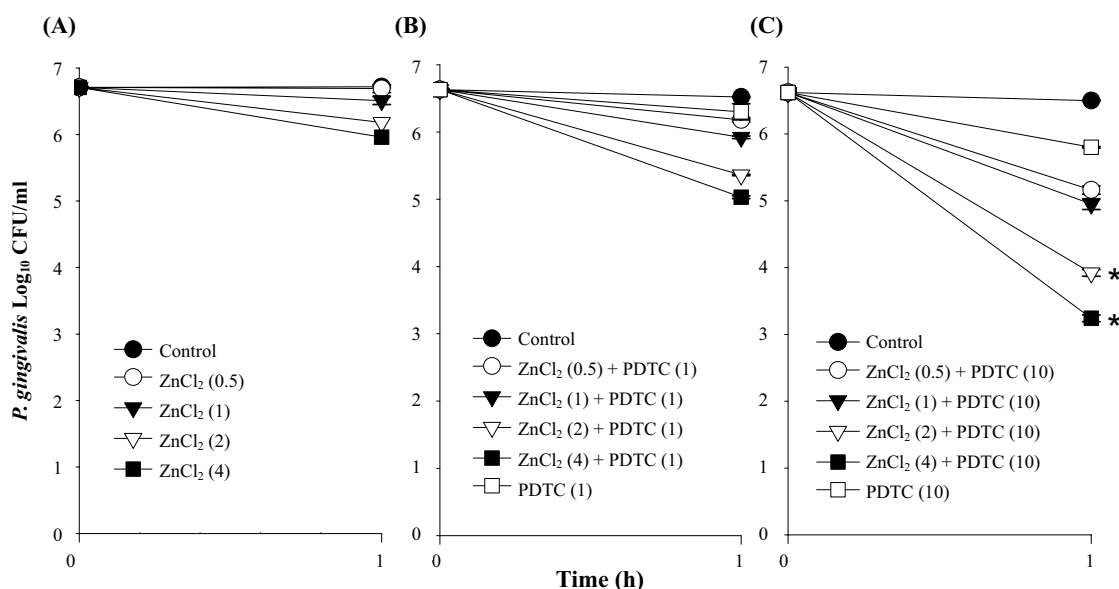 (A)
(B)
(C)
P. gingivalis Log₁₀ CFU/ml
7
6
5
4
3
2
1
0
Control
ZnCl₂ (0.5)
ZnCl₂ (1)
ZnCl₂ (2)
ZnCl₂ (4)
0
1
7
6
5
4
3
2
1
0
Control
ZnCl₂ (0.5) + PDTC (1)
ZnCl₂ (1) + PDTC (1)
ZnCl₂ (2) + PDTC (1)
ZnCl₂ (4) + PDTC (1)
PDTC (1)
0
1
7
6
5
4
3
2
1
0
*
*
Control
ZnCl₂ (0.5) + PDTC (10)
ZnCl₂ (1) + PDTC (10)
ZnCl₂ (2) + PDTC (10)
ZnCl₂ (4) + PDTC (10)
PDTC (10)
0
1
Time (h)